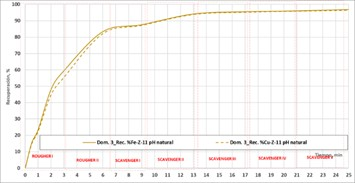 100
90
80
70
60
50
40
30
20
10
0
Recuperación, %
Dom. 3_Rec. %Fe-Z-11 pH natural
Dom. 3_Rec. %Cu-Z-11 pH natural
Tiempo, min
ROUGHER I
ROUGHER II
SCAVENGER I
SCAVENGER II
SCAVENGER III
SCAVENGER IV
SCAVENGER V
0 1 2 3 4 5 6 7 8 9 10 11 12 13 14 15 16 17 18 19 20 21 22 23 24 25